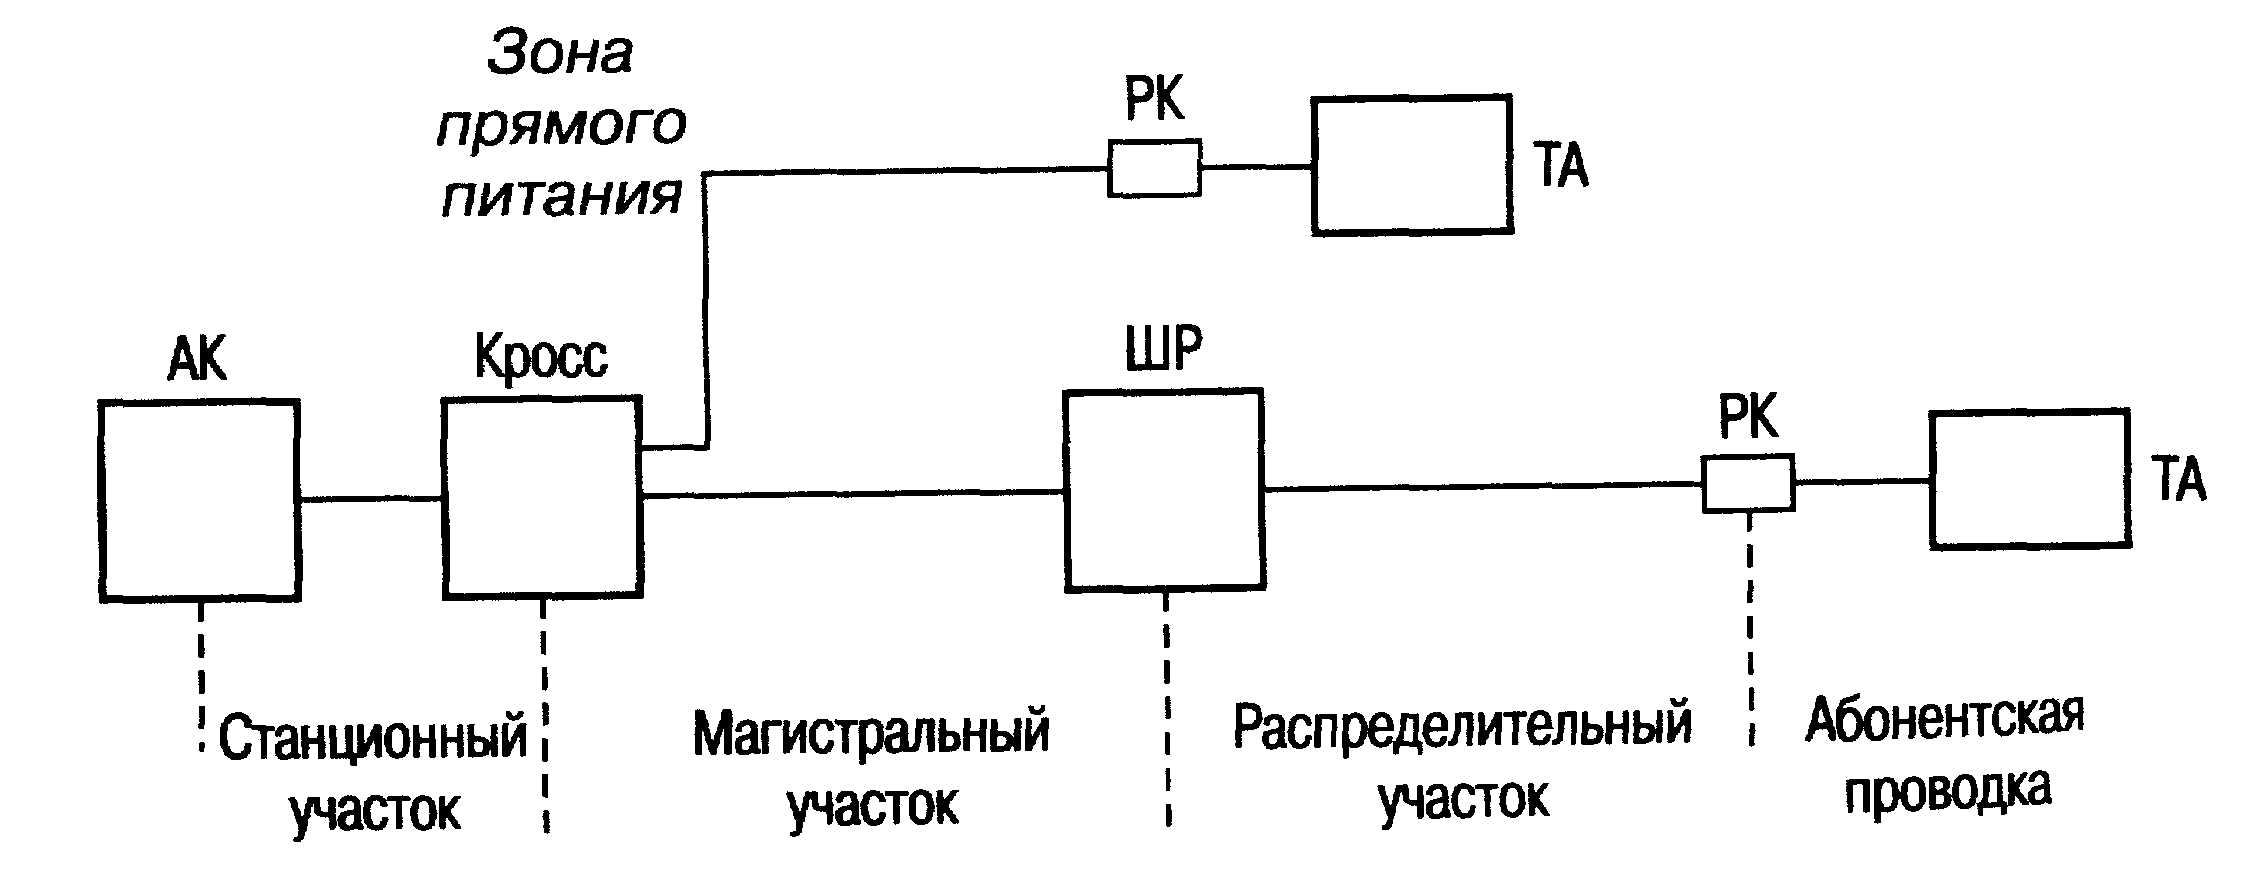 Зона
прямого
питания
РК
ТА
АК
Кросс
ШР
РК
ТА
Станционный
участок
Магистральный
участок
Распределительный
участок
Абонентская
проводка